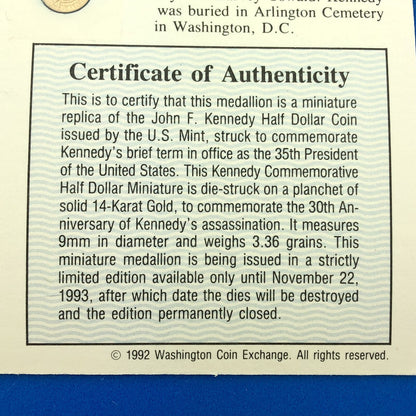 Kennedy
was buried in Arlington Cemetery
in Washington, D.C.
Certificate of Authenticity
This is to certify that this medallion is a miniature
replica of the John F. Kennedy Half Dollar Coin
issued by the U.S. Mint, struck to commemorate
Kennedy's brief term in office as the 35th President
of the United States. This Kennedy Commemorative
Half Dollar Miniature is die-struck on a planchet of
solid 14-Karat Gold, to commemorate the 30th An-
niversary of Kennedy's assassination. It measures
9mm in diameter and weighs 3.36 grains. This
miniature medallion is being issued in a strictly
limited edition available only until November 22,
1993, after which date the dies will be destroyed
and the edition permanently closed.
© 1992 Washington Coin Exchange. All rights reserved.